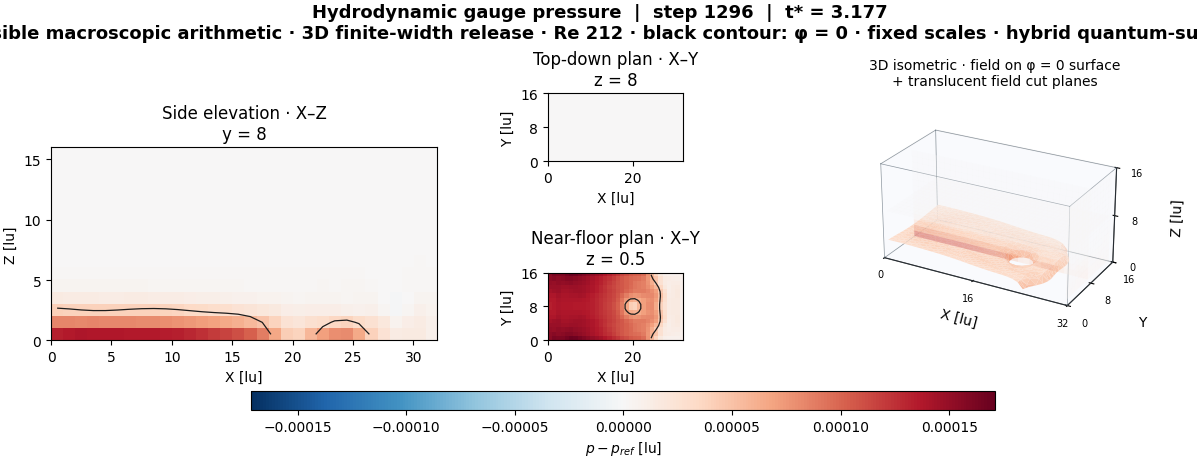 Hydrodynamic gauge pressure | step 1296 | t* = 3.177
macroscopic arithmetic · 3D finite-width release · Re 212 · black contour: φ = 0 · fixed scales · hybrid
Top-down plan · X–Y
z = 8
3D isometric · field on φ = 0 surface
+ translucent field cut planes
Side elevation · X–Z
y = 8
16
8
0
Y [lu]
0 20
X [lu]
15
10
5
0
Z [lu]
0 5 10 15 20 25 30
X [lu]
Near-floor plan · X–Y
z = 0.5
16
8
0
Y [lu]
0 20
X [lu]
16
8
0
Z [lu]
16
8
0
Y
0
16
32
X [lu]
−0.00015 −0.00010 −0.00005 0.00000 0.00005 0.00010 0.00015
p − pref [lu]